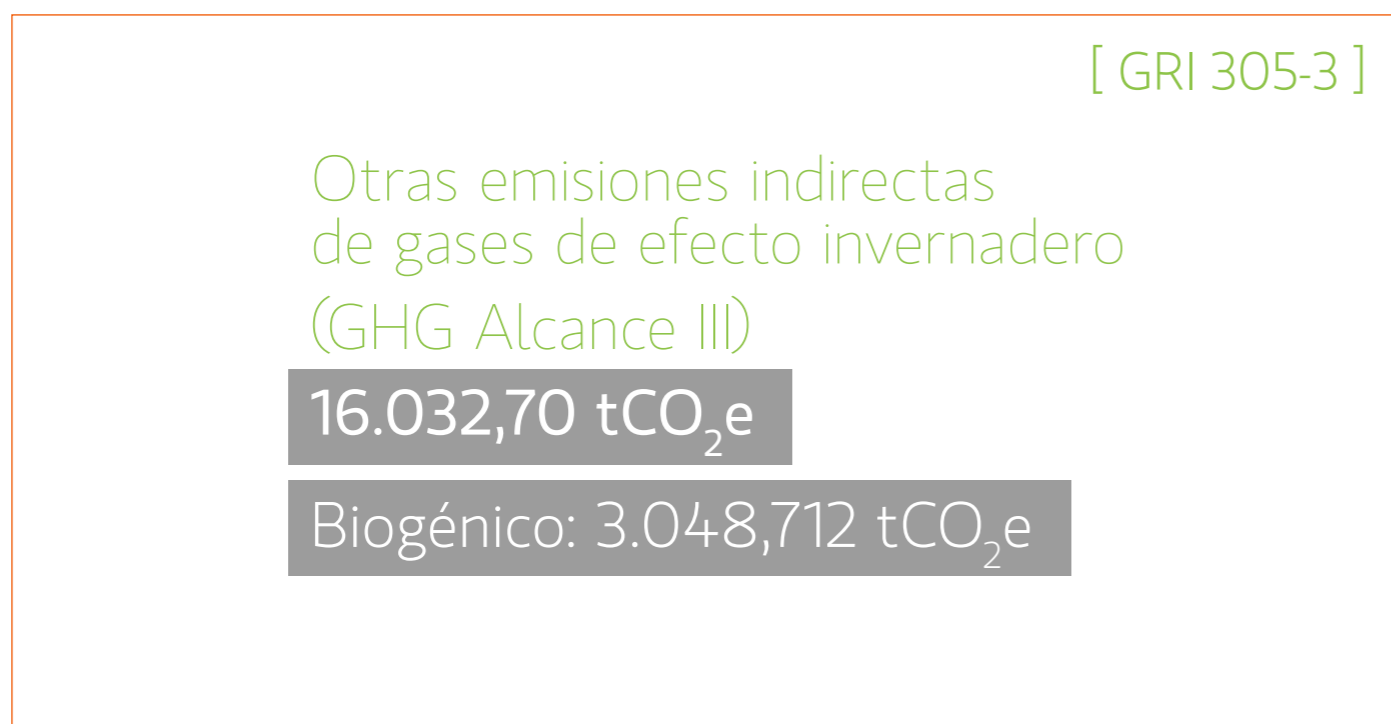 [ GRI 305-3 ]
Otras emisiones indirectas
de gases de efecto invernadero
(GHG Alcance III)
16.032,70 tCO₂e
Biogénico: 3.048,712 tCO₂e